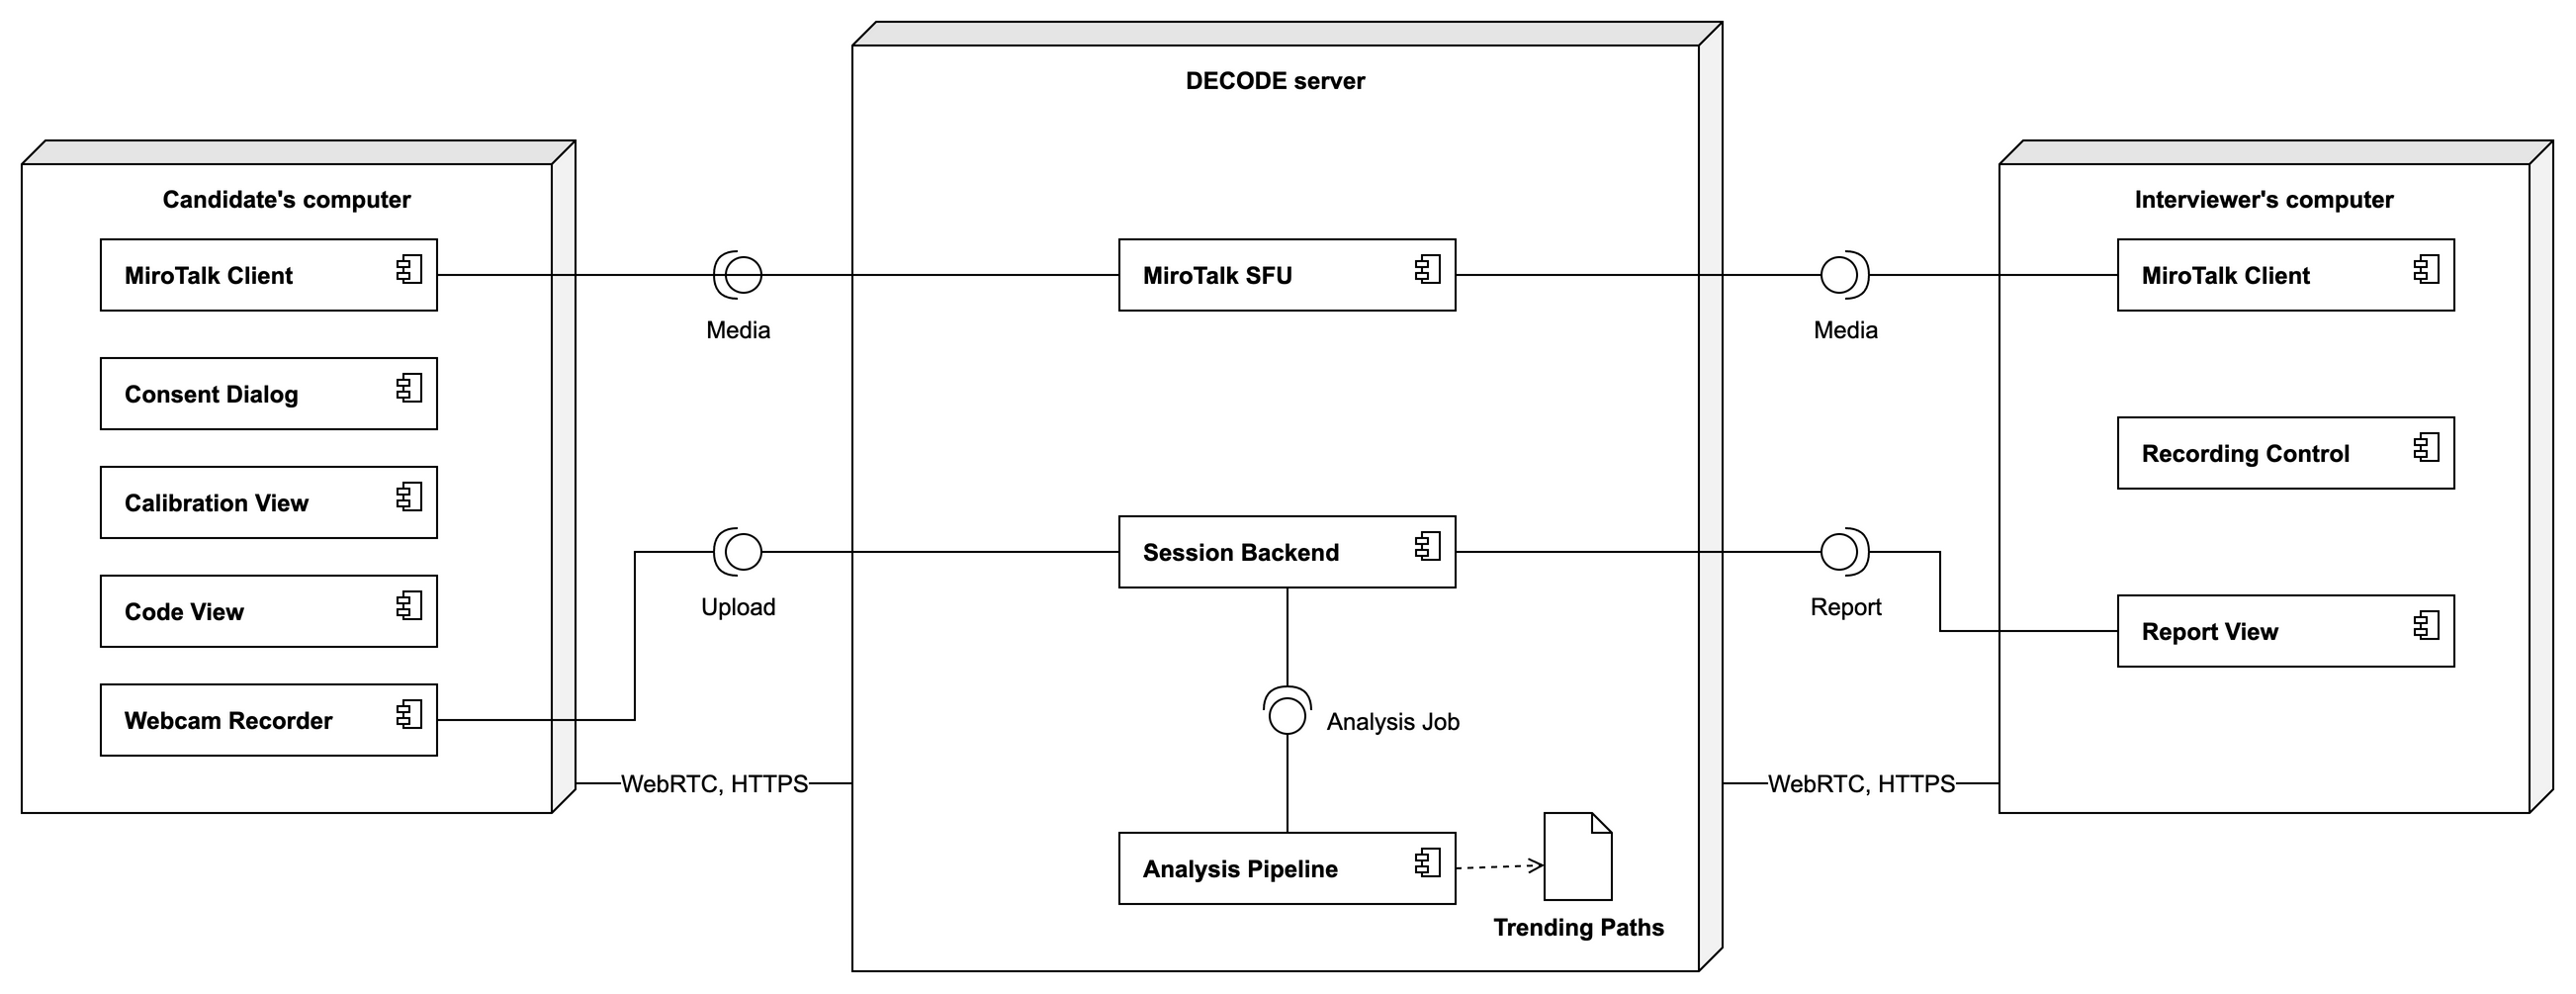 DECODE server
Candidate's computer
Interviewer's computer
MiroTalk Client
Media
MiroTalk SFU
Media
MiroTalk Client
Consent Dialog
Recording Control
Calibration View
Upload
Session Backend
Report
Code View
Report View
Webcam Recorder
Analysis Job
WebRTC, HTTPS
WebRTC, HTTPS
Analysis Pipeline
Trending Paths